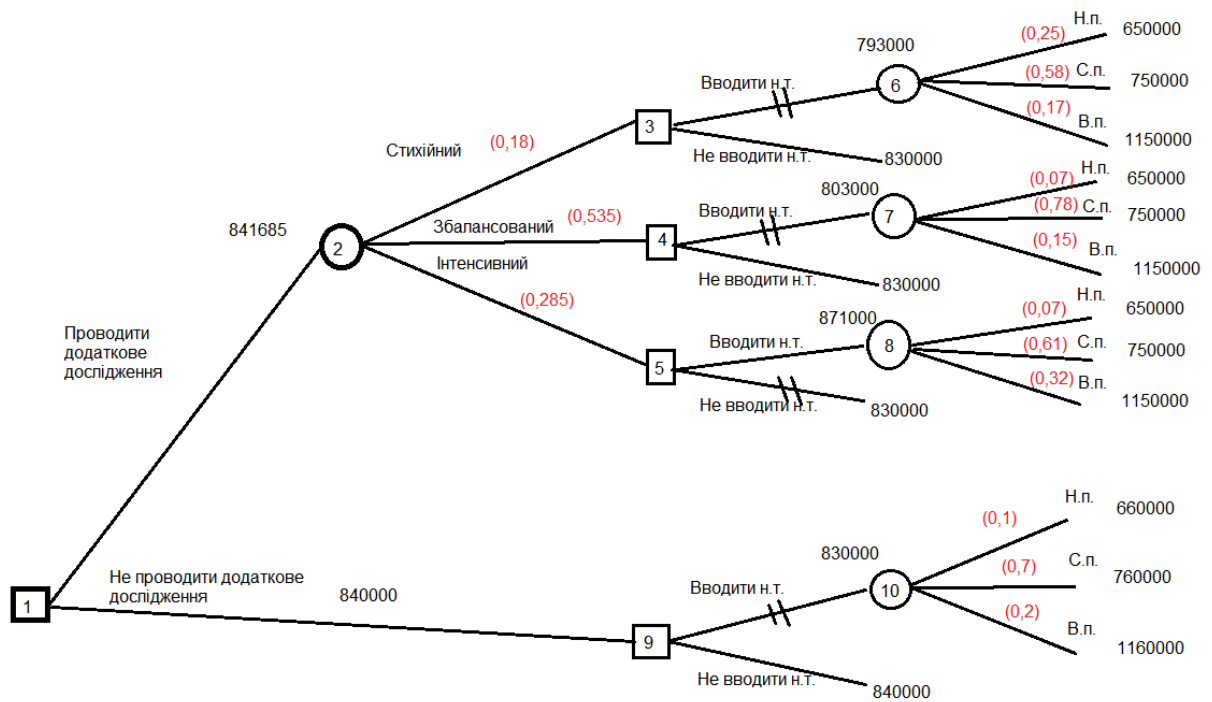 Н.п.
(0,25)
650000
793000
6
(0,58)
С.п.
750000
Вводити н.т.
(0,17)
В.п.
1150000
3
Стихійний
(0,18)
Не вводити н.т.
830000
Н.п.
(0,07)
650000
803000
7
(0,78)
С.п.
750000
Вводити н.т.
(0,15)
В.п.
1150000
841685
2
Збалансований
(0,535)
4
Не вводити н.т.
830000
Інтенсивний
(0,285)
Н.п.
(0,07)
650000
871000
8
(0,61)
С.п.
750000
Вводити н.т.
(0,32)
В.п.
1150000
5
Не вводити н.т.
830000
Проводити
додаткове
дослідження
Н.п.
(0,1)
660000
830000
10
(0,7)
С.п.
760000
Вводити н.т.
(0,2)
В.п.
1160000
1
Не проводити додаткове
дослідження
840000
9
Не вводити н.т.
840000